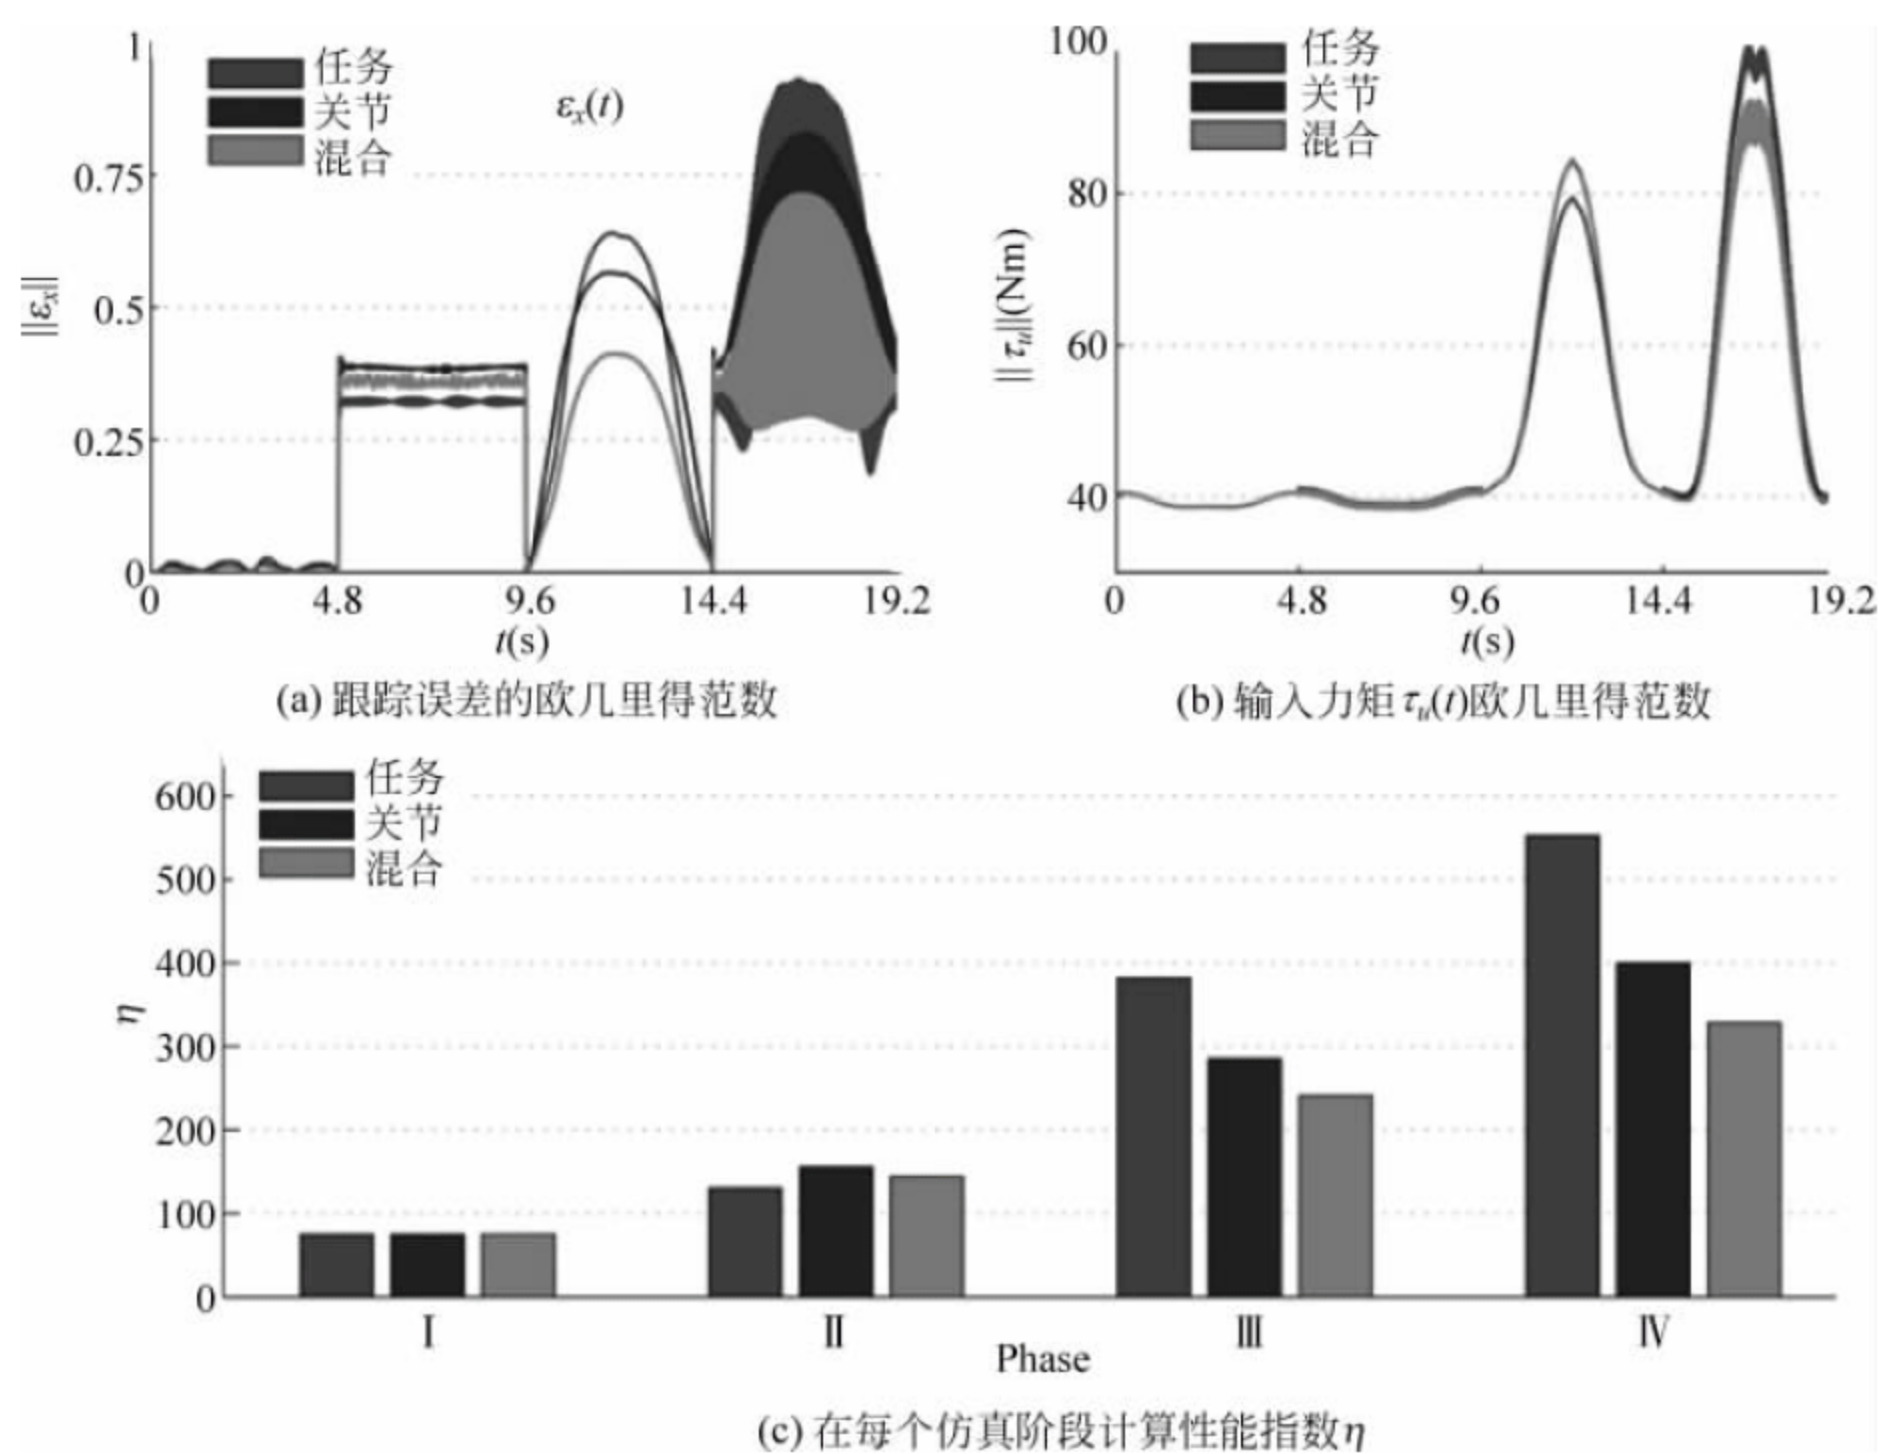 1
0.75
0.5
0.25
0
||εx||
任务
关节
混合
εx(t)
0 4.8 9.6 14.4 19.2
t(s)
(a) 跟踪误差的欧几里得范数
100
80
60
40
||τu||(Nm)
任务
关节
混合
0 4.8 9.6 14.4 19.2
t(s)
(b) 输入力矩τu(t)欧几里得范数
600
500
400
300
200
100
0
η
任务
关节
混合
Ⅰ Ⅱ Ⅲ Ⅳ
Phase
(c) 在每个仿真阶段计算性能指数η